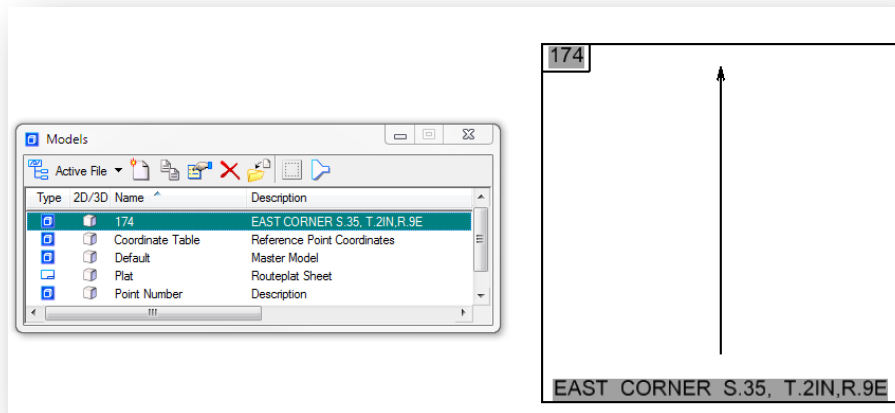 Models
Active File
Type 2D/3D Name Description
174 EAST CORNER S.35, T.2IN,R.9E
Coordinate Table Reference Point Coordinates
Default Master Model
Plat Routeplat Sheet
Point Number Description
174
EAST CORNER S.35, T.2IN,R.9E